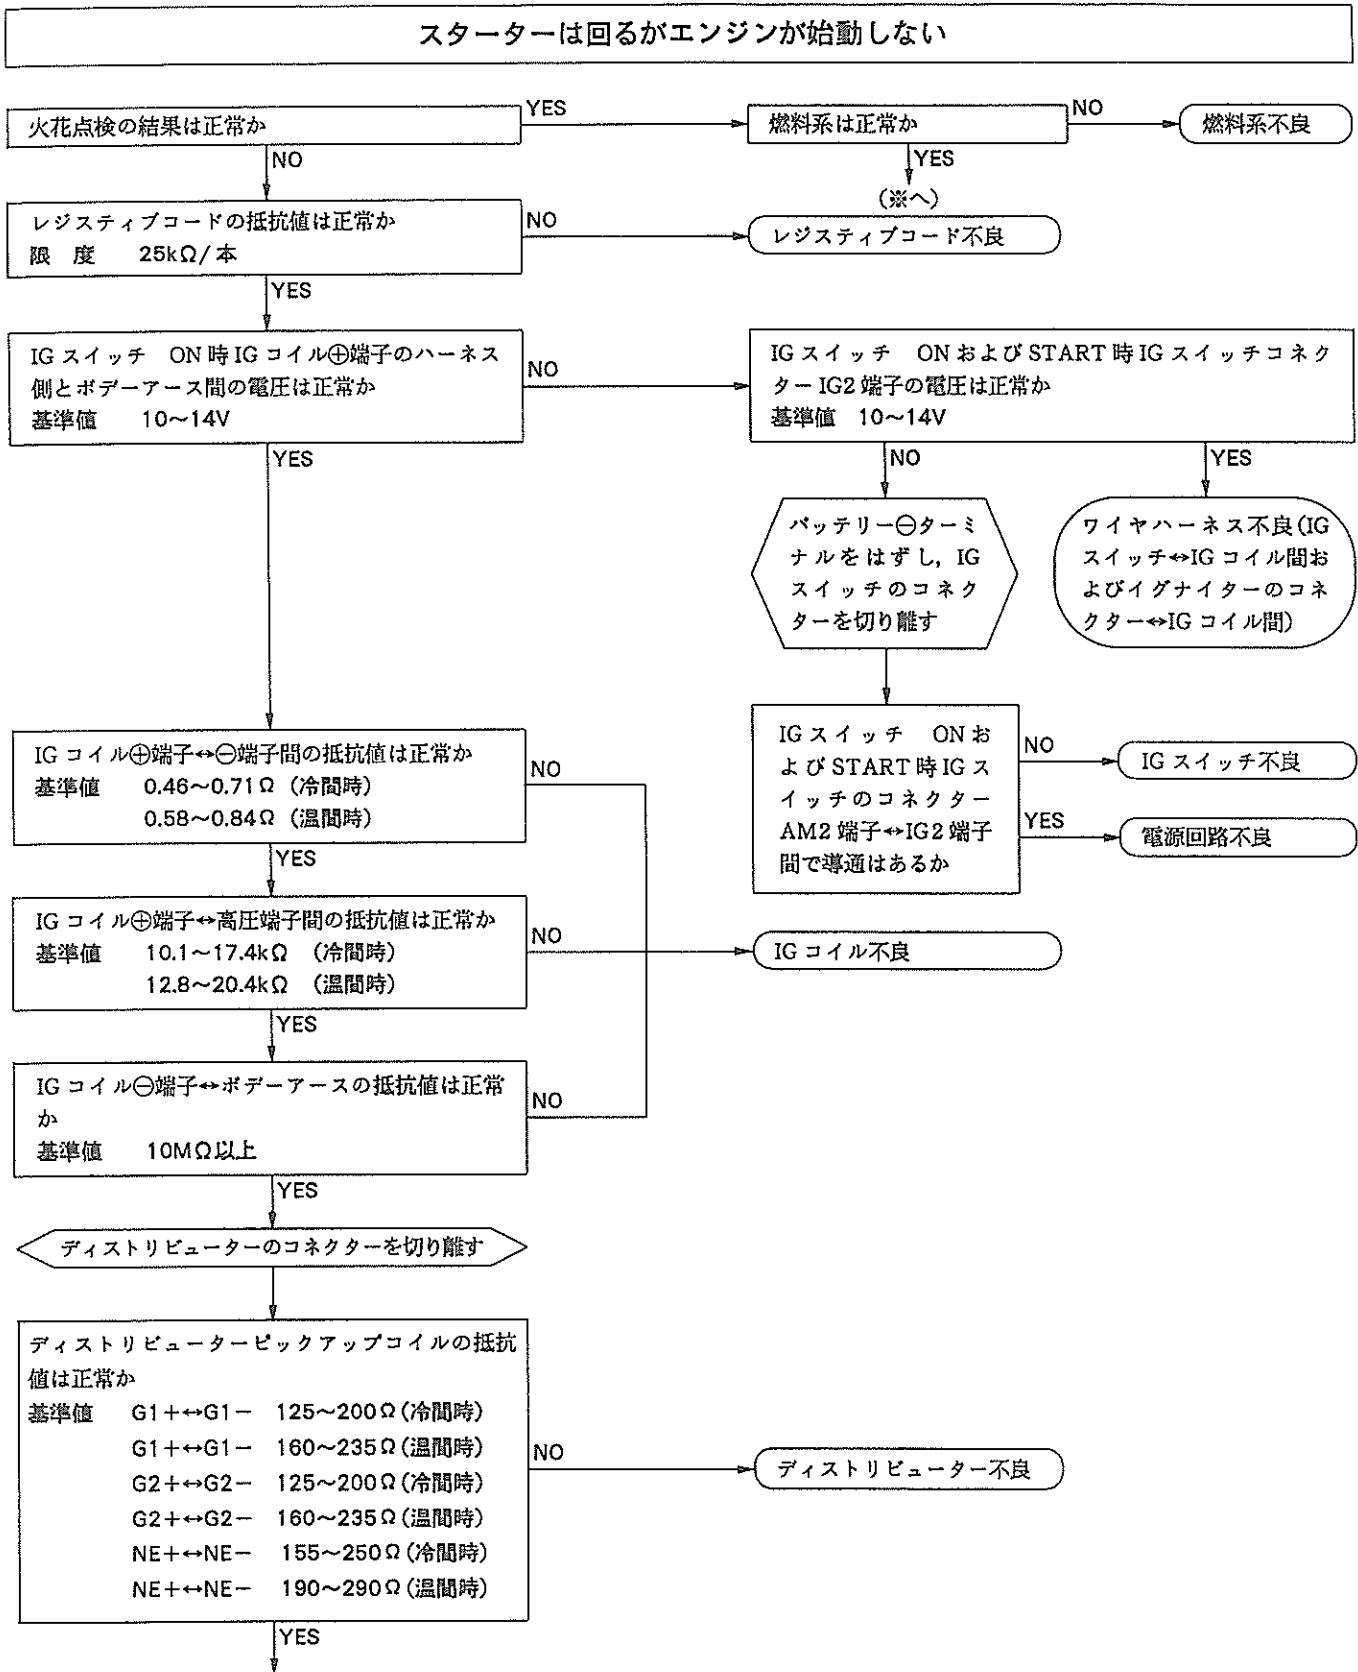 スターターは回るがエンジンが始動しない
火花点検の結果は正常か
YES
燃料系は正常か
NO
燃料系不良
NO
YES
(※へ)
レジスティブコードの抵抗値は正常か
限　度　25kΩ/本
NO
レジスティブコード不良
YES
IG スイッチ　ON 時 IG コイル⊕端子のハーネス
側とボデーアース間の電圧は正常か
基準値　10〜14V
NO
IG スイッチ　ON および START 時 IG スイッチコネク
ター IG2 端子の電圧は正常か
基準値　10〜14V
YES
NO
YES
バッテリー⊖ターミ
ナルをはずし，IG
スイッチのコネク
ターを切り離す
ワイヤハーネス不良(IG
スイッチ↔IG コイル間お
よびイグナイターのコネ
クター↔IG コイル間)
IG スイッチ　ON お
よび START 時 IG ス
イッチのコネクター
AM2 端子↔IG2 端子
間で導通はあるか
NO
IG スイッチ不良
YES
電源回路不良
IG コイル⊕端子↔⊖端子間の抵抗値は正常か
基準値　0.46〜0.71Ω（冷間時）
0.58〜0.84Ω（温間時）
NO
YES
IG コイル⊕端子↔高圧端子間の抵抗値は正常か
基準値　10.1〜17.4kΩ　（冷間時）
12.8〜20.4kΩ　（温間時）
NO
IG コイル不良
YES
IG コイル⊖端子↔ボデーアースの抵抗値は正常
か
基準値　10MΩ以上
NO
YES
ディストリビューターのコネクターを切り離す
ディストリビューターピックアップコイルの抵抗
値は正常か
基準値　G1+↔G1−　125〜200Ω(冷間時)
G1+↔G1−　160〜235Ω(温間時)
G2+↔G2−　125〜200Ω(冷間時)
G2+↔G2−　160〜235Ω(温間時)
NE+↔NE−　155〜250Ω(冷間時)
NE+↔NE−　190〜290Ω(温間時)
NO
ディストリビューター不良
YES